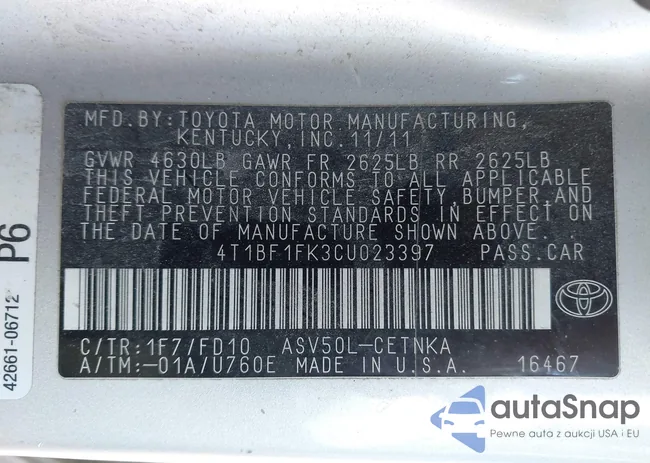 MFD.BY:TOYOTA MOTOR MANUFACTURING,
KENTUCKY,INC.11/11
GVWR 4630LB GAWR FR 2625LB RR 2625LB
THIS VEHICLE CONFORMS TO ALL APPLICABLE
FEDERAL MOTOR VEHICLE SAFETY,BUMPER,AND
THEFT PREVENTION STANDARDS IN EFFECT ON
THE DATE OF MANUFACTURE SHOWN ABOVE.
4T1BF1FK3CU023397 PASS.CAR
C/TR:1F7/FD10 ASV50L-CETNKA
A/TM:-01A/U760E MADE IN U.S.A. 16467
P6
42661-06712
autaSnap
Pewne auta z aukcji USA i EU